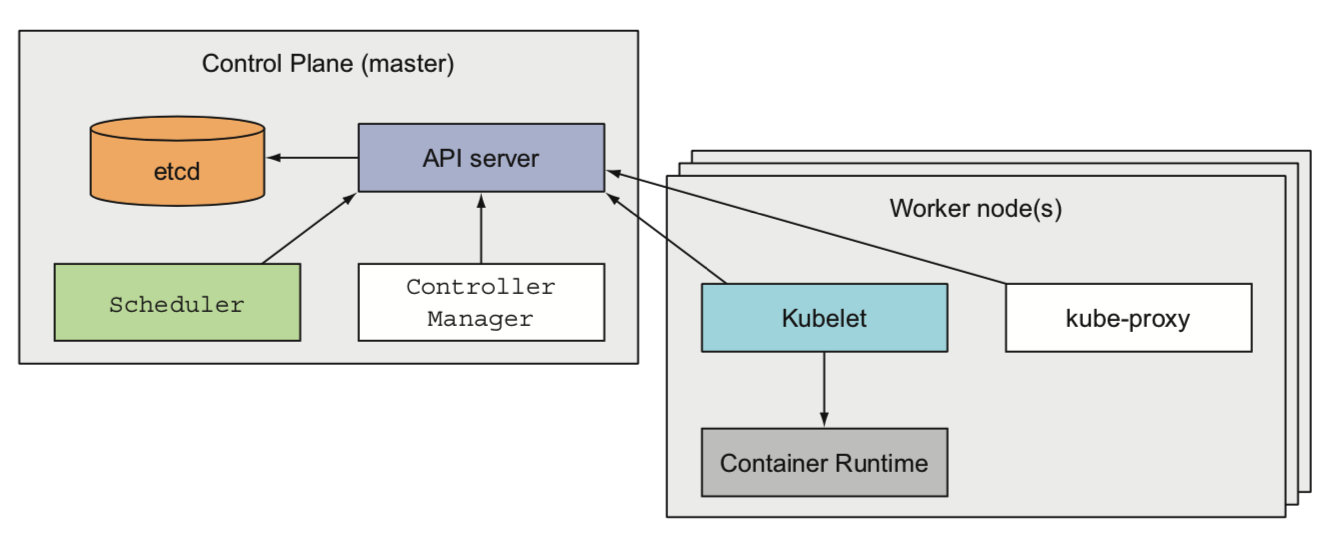 Control Plane (master)
etcd
API server
Scheduler
Controller
Manager
Worker node(s)
Kubelet
kube-proxy
Container Runtime